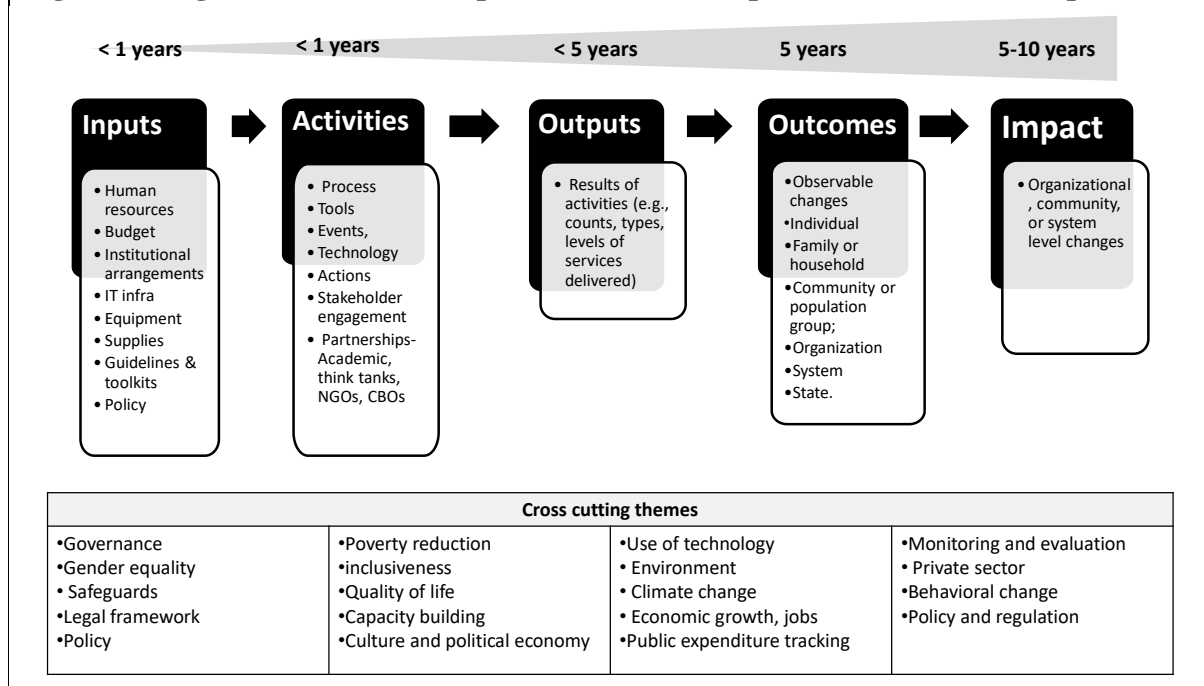 < 1 years
< 1 years
< 5 years
5 years
5-10 years
Inputs
• Human
resources
• Budget
• Institutional
arrangements
• IT infra
• Equipment
• Supplies
• Guidelines &
toolkits
• Policy
Activities
• Process
• Tools
• Events,
• Technology
• Actions
• Stakeholder
engagement
• Partnerships-
Academic,
think tanks,
NGOs, CBOs
Outputs
• Results of
activities (e.g.,
counts, types,
levels of
services
delivered)
Outcomes
•Observable
changes
•Individual
•Family or
household
•Community or
population
group;
•Organization
•System
•State.
Impact
• Organizational
, community,
or system
level changes
Cross cutting themes
•Governance
•Gender equality
• Safeguards
•Legal framework
•Policy
•Poverty reduction
•inclusiveness
•Quality of life
•Capacity building
•Culture and political economy
•Use of technology
• Environment
• Climate change
• Economic growth, jobs
•Public expenditure tracking
•Monitoring and evaluation
• Private sector
•Behavioral change
•Policy and regulation